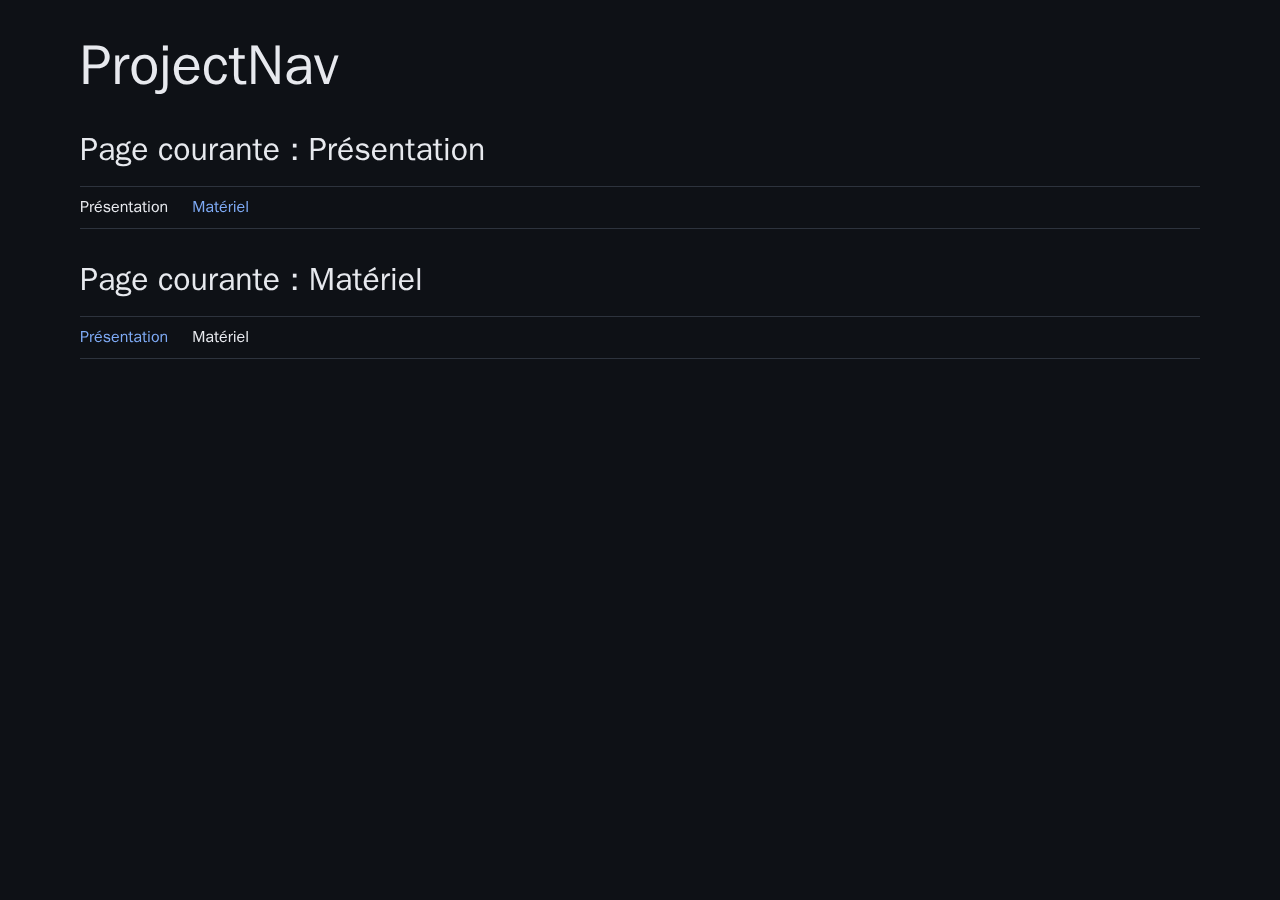 ProjectNav
Page courante : Présentation
Présentation Matériel
Page courante : Matériel
Présentation Matériel